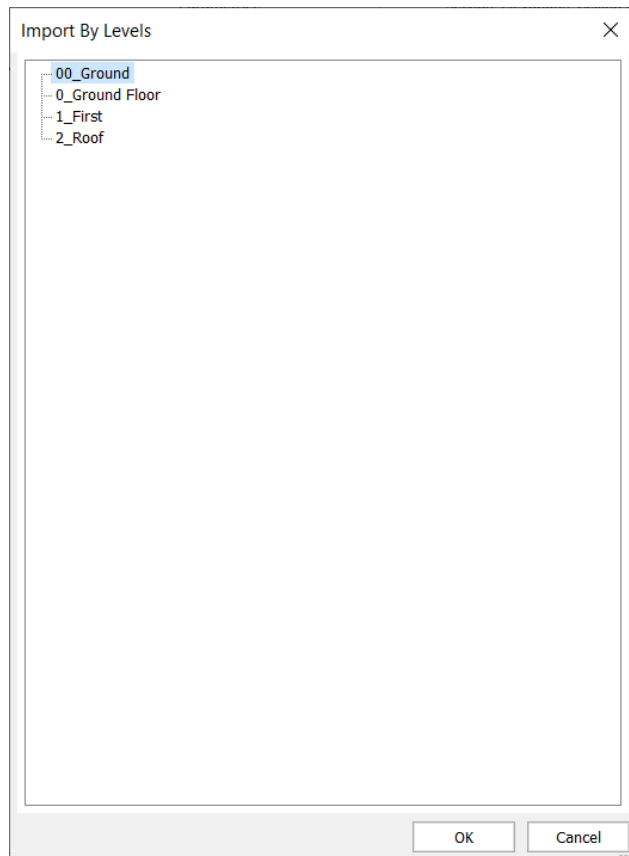 Import By Levels
00_Ground
0_Ground Floor
1_First
2_Roof
OK
Cancel